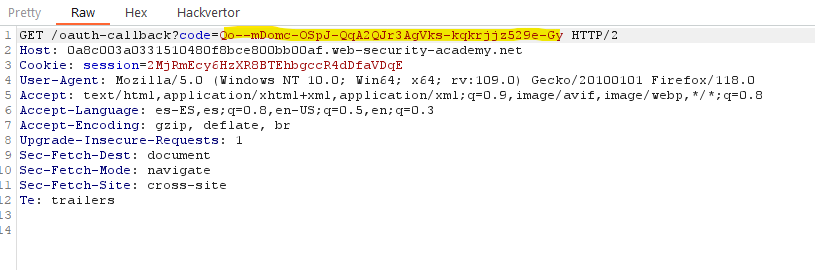 Pretty Raw Hex Hackvertor
1 GET /oauth-callback?code=Qo--mDomc-OSpJ-QqA2QJr3AgVks-kqkrjjz529e-Gy HTTP/2
2 Host: 0a8c003a0331510480f8bce800bb00af.web-security-academy.net
3 Cookie: session=2MjRmEcy6HzXR8BTEhbgccR4dDfaVDqE
4 User-Agent: Mozilla/5.0 (Windows NT 10.0; Win64; x64; rv:109.0) Gecko/20100101 Firefox/118.0
5 Accept: text/html,application/xhtml+xml,application/xml;q=0.9,image/avif,image/webp,*/*;q=0.8
6 Accept-Language: es-ES,es;q=0.8,en-US;q=0.5,en;q=0.3
7 Accept-Encoding: gzip, deflate, br
8 Upgrade-Insecure-Requests: 1
9 Sec-Fetch-Dest: document
10 Sec-Fetch-Mode: navigate
11 Sec-Fetch-Site: cross-site
12 Te: trailers
13
14